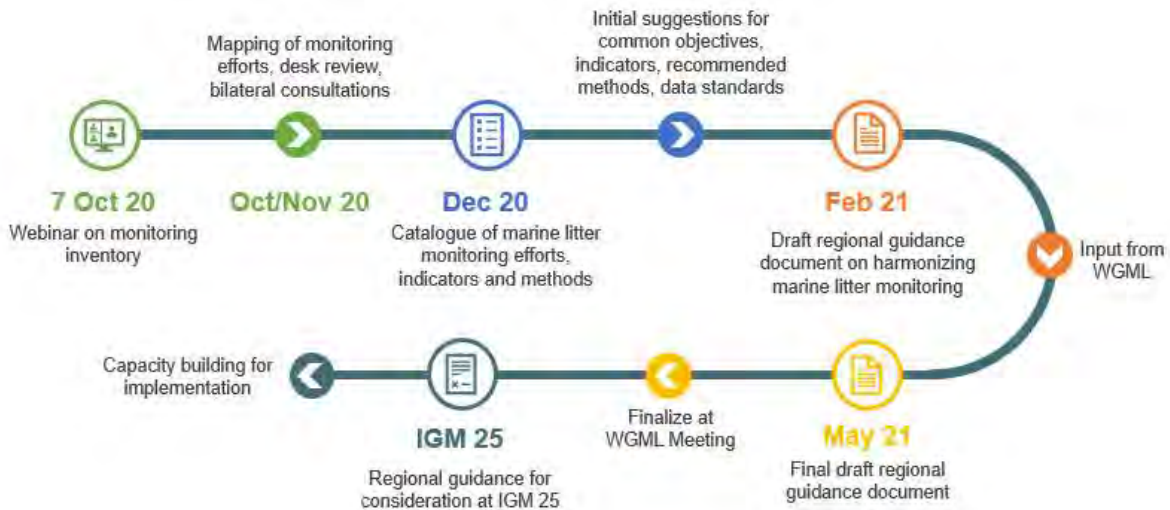 Mapping of monitoring
efforts, desk review,
bilateral consultations
Initial suggestions for
common objectives,
indicators, recommended
methods, data standards
7 Oct 20
Webinar on monitoring
inventory
Oct/Nov 20
Dec 20
Catalogue of marine litter
monitoring efforts,
indicators and methods
Feb 21
Draft regional guidance
document on harmonizing
marine litter monitoring
Input from
WGML
May 21
Final draft regional
guidance document
Finalize at
WGML Meeting
IGM 25
Regional guidance for
consideration at IGM 25
Capacity building for
implementation